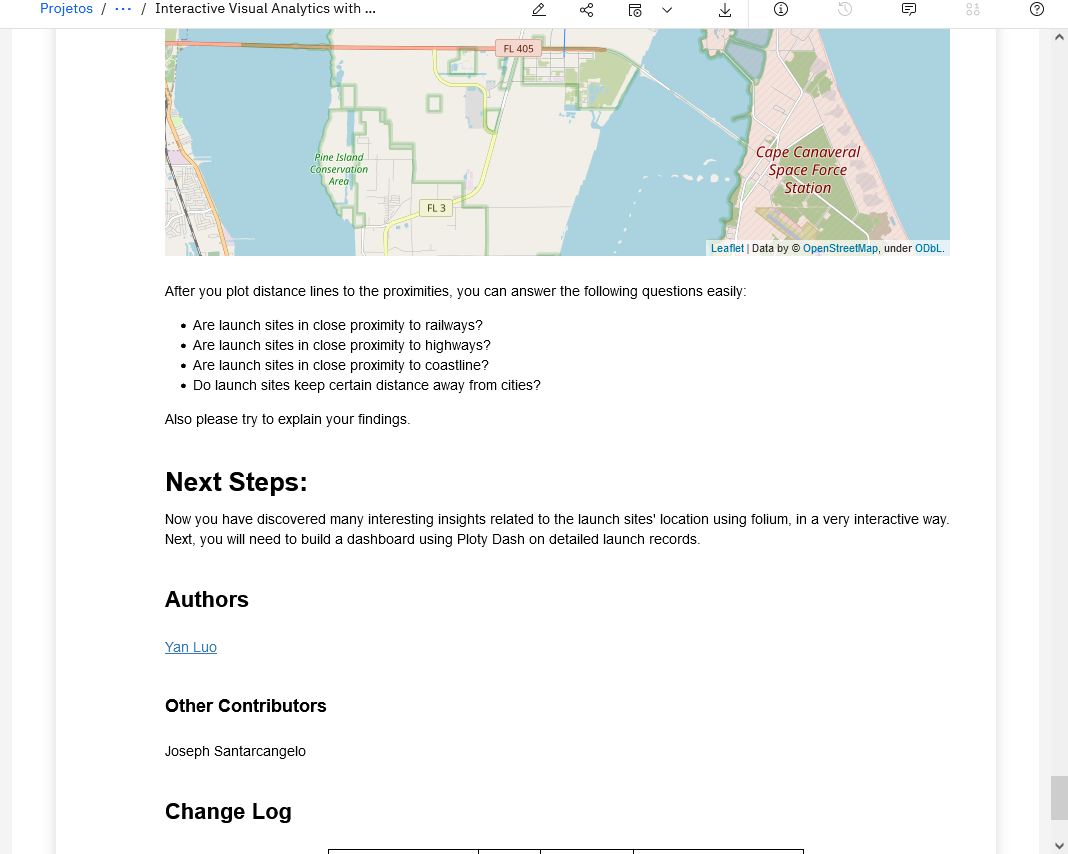 Projetos / ... / Interactive Visual Analytics with ...
FL 405
Pine Island
Conservation
Area
FL 3
Cape Canaveral
Space Force
Station
Leaflet | Data by © OpenStreetMap, under ODbL.
After you plot distance lines to the proximities, you can answer the following questions easily:
• Are launch sites in close proximity to railways?
• Are launch sites in close proximity to highways?
• Are launch sites in close proximity to coastline?
• Do launch sites keep certain distance away from cities?
Also please try to explain your findings.
Next Steps:
Now you have discovered many interesting insights related to the launch sites' location using folium, in a very interactive way.
Next, you will need to build a dashboard using Ploty Dash on detailed launch records.
Authors
Yan Luo
Other Contributors
Joseph Santarcangelo
Change Log